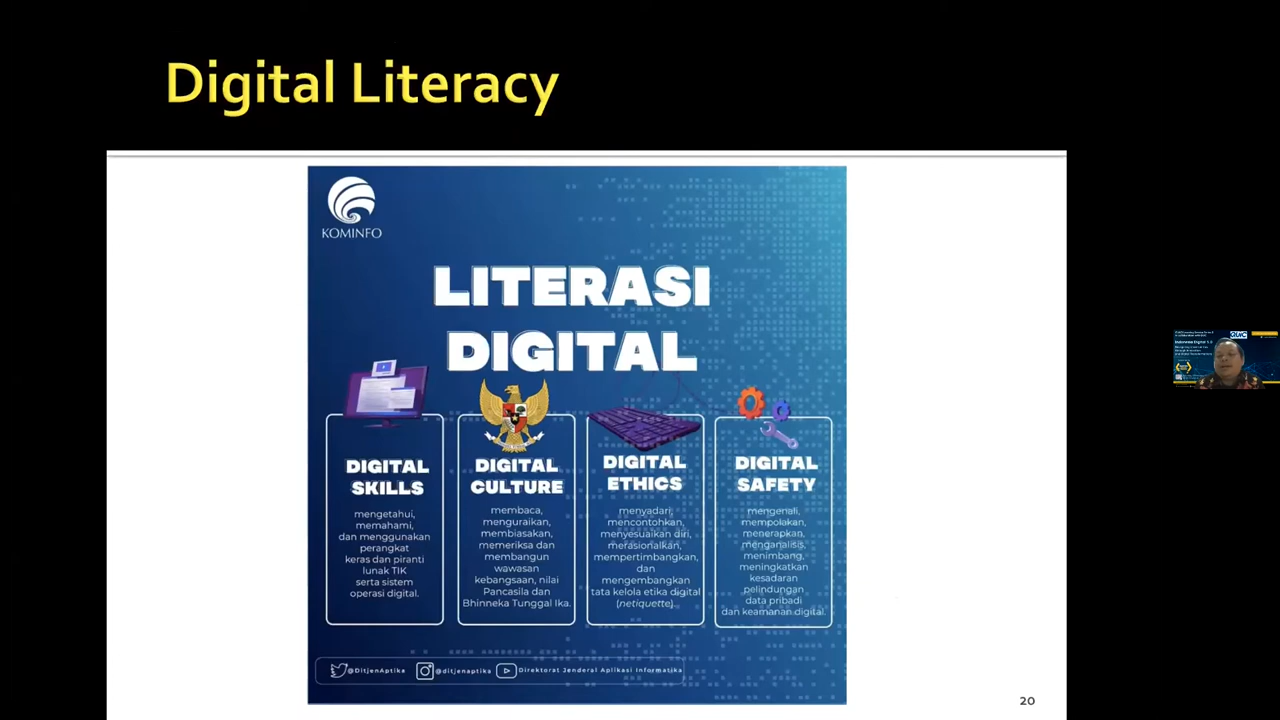 Digital Literacy
KOMINFO
LITERASI
DIGITAL
DIGITAL
SKILLS
mengetahui,
memahami,
dan menggunakan
perangkat
keras dan piranti
lunak TIK
serta sistem
operasi digital.
DIGITAL
CULTURE
membaca,
menguraikan,
membiasakan,
memeriksa dan
membangun
wawasan
kebangsaan, nilai
Pancasila dan
Bhinneka Tunggal Ika.
DIGITAL
ETHICS
menyadari,
mencontohkan,
menyesuaikan diri,
merasionalkan,
mempertimbangkan,
dan
mengembangkan
tata kelola etika digital
(netiquette)
DIGITAL
SAFETY
mengenali,
mempolakan,
menerapkan,
menganalisis,
menimbang,
meningkatkan
kesadaran
pelindungan
data pribadi
dan keamanan digital.
@DitjenAptika
@ditjenaptika
Direktorat Jenderal Aplikasi Informatika
20
Indonesia Digital